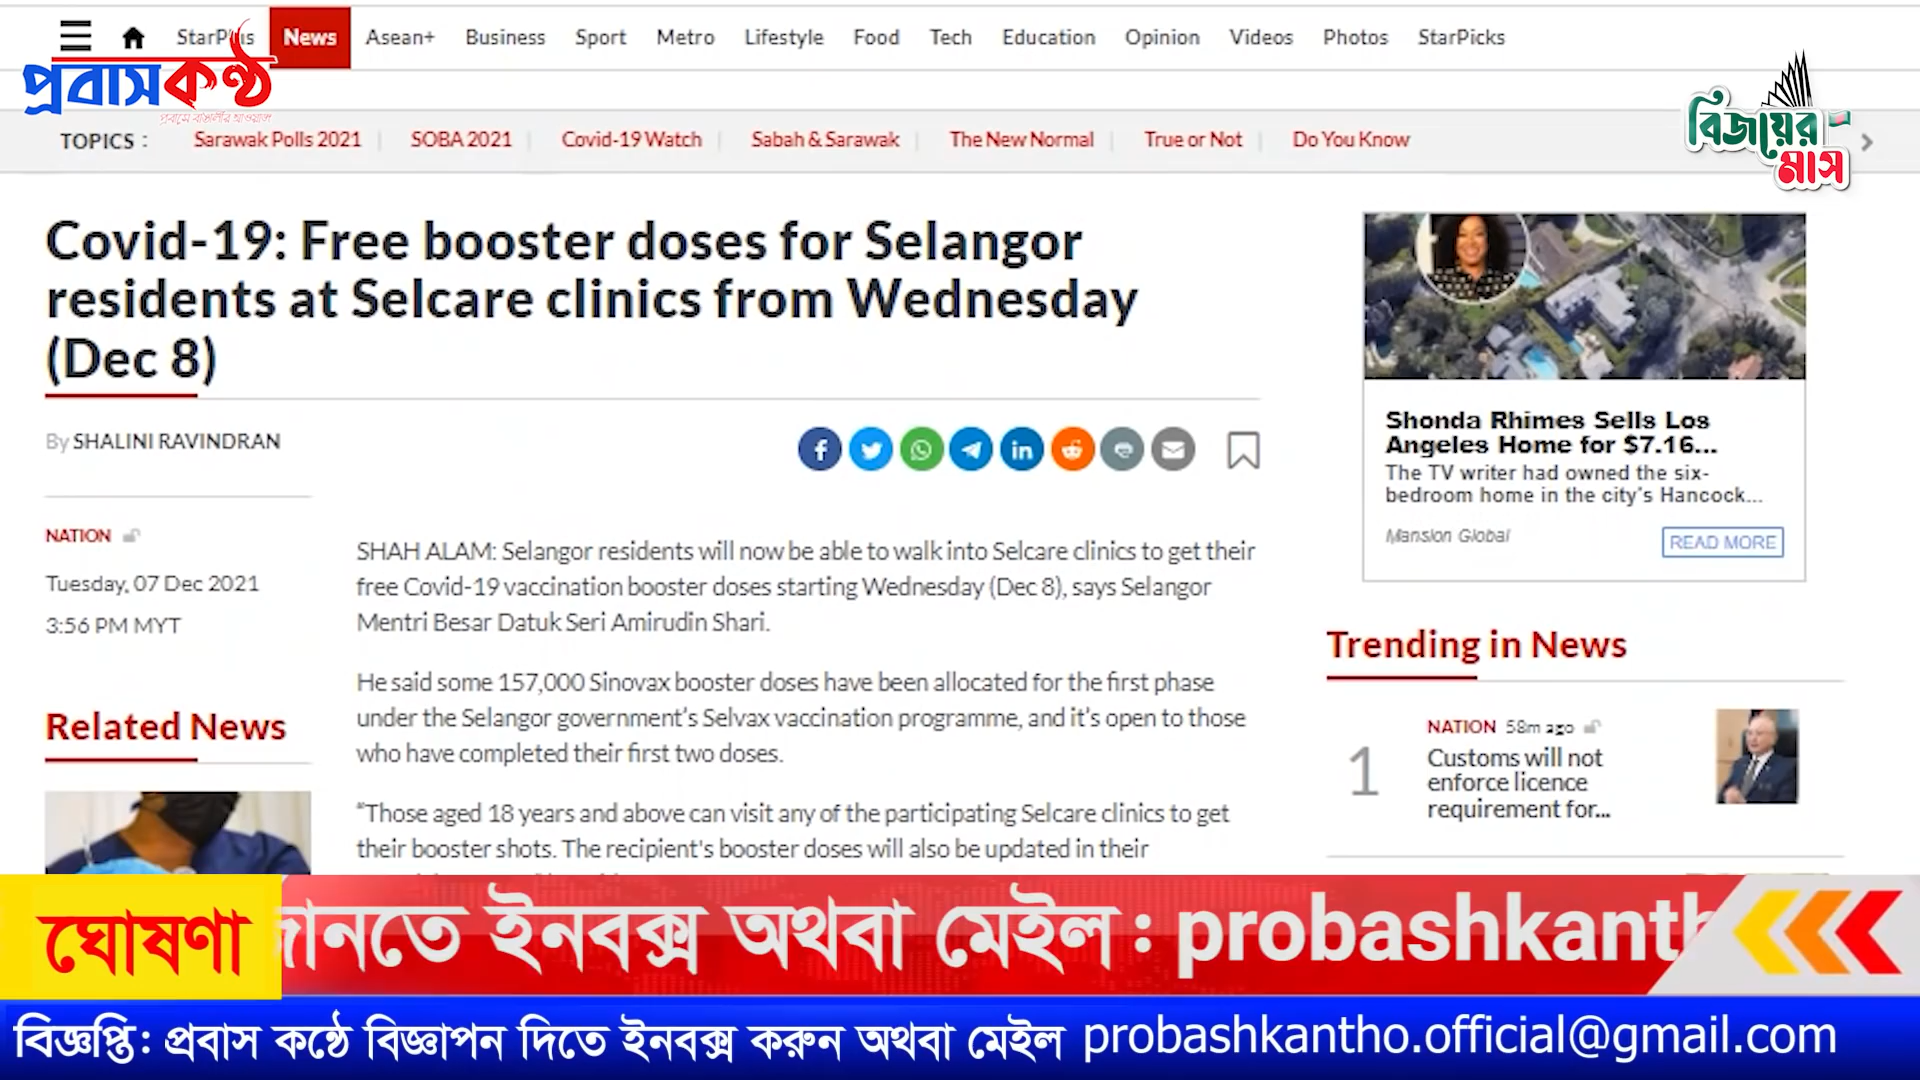 StarPlus News Asean+ Business Sport Metro Lifestyle Food Tech Education Opinion Videos Photos StarPicks
প্রবাস কণ্ঠ
প্রবাসে বাঙালীর আওয়াজ
বিজয়ের
মাস
TOPICS : Sarawak Polls 2021 | SOBA 2021 | Covid-19 Watch | Sabah & Sarawak | The New Normal | True or Not | Do You Know
Covid-19: Free booster doses for Selangor
residents at Selcare clinics from Wednesday
(Dec 8)
By SHALINI RAVINDRAN
NATION
Tuesday, 07 Dec 2021
3:56 PM MYT
Related News
SHAH ALAM: Selangor residents will now be able to walk into Selcare clinics to get their
free Covid-19 vaccination booster doses starting Wednesday (Dec 8), says Selangor
Mentri Besar Datuk Seri Amirudin Shari.
He said some 157,000 Sinovax booster doses have been allocated for the first phase
under the Selangor government's Selvax vaccination programme, and it's open to those
who have completed their first two doses.
“Those aged 18 years and above can visit any of the participating Selcare clinics to get
their booster shots. The recipient's booster doses will also be updated in their
Shonda Rhimes Sells Los
Angeles Home for $7.16...
The TV writer had owned the six-
bedroom home in the city's Hancock...
Mansion Global
READ MORE
Trending in News
1
NATION 58m ago
Customs will not
enforce licence
requirement for...
ঘোষণা
জানতে ইনবক্স অথবা মেইল : probashkanth
বিজ্ঞপ্তি: প্রবাস কন্ঠে বিজ্ঞাপন দিতে ইনবক্স করুন অথবা মেইল probashkantho.official@gmail.com